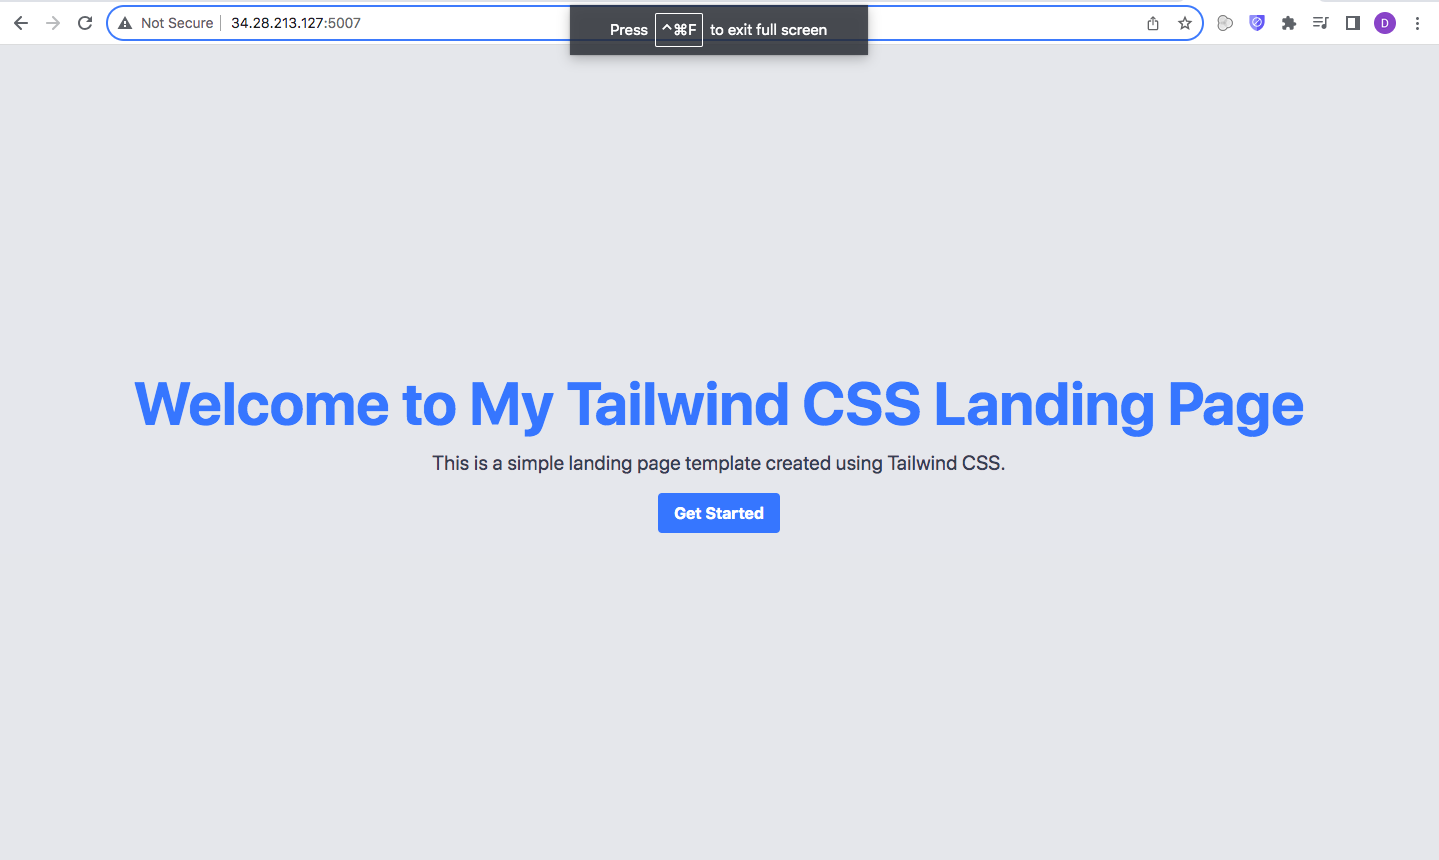 Not Secure 34.28.213.127:5007
Press ^⌘F to exit full screen
D
Welcome to My Tailwind CSS Landing Page
This is a simple landing page template created using Tailwind CSS.
Get Started